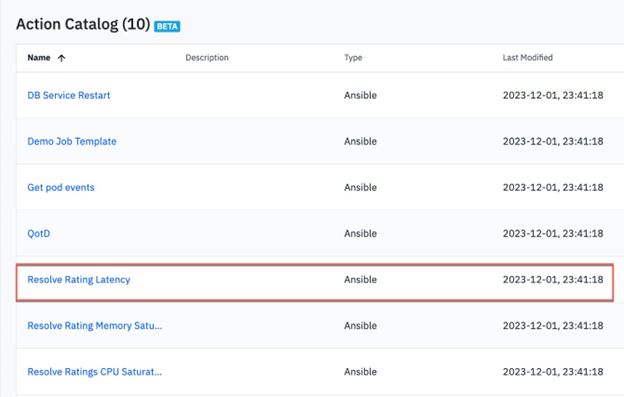 Action Catalog (10) BETA
Name ↑ Description Type Last Modified
DB Service Restart Ansible 2023-12-01, 23:41:18
Demo Job Template Ansible 2023-12-01, 23:41:18
Get pod events Ansible 2023-12-01, 23:41:18
QotD Ansible 2023-12-01, 23:41:18
Resolve Rating Latency Ansible 2023-12-01, 23:41:18
Resolve Rating Memory Satu... Ansible 2023-12-01, 23:41:18
Resolve Ratings CPU Saturat... Ansible 2023-12-01, 23:41:18